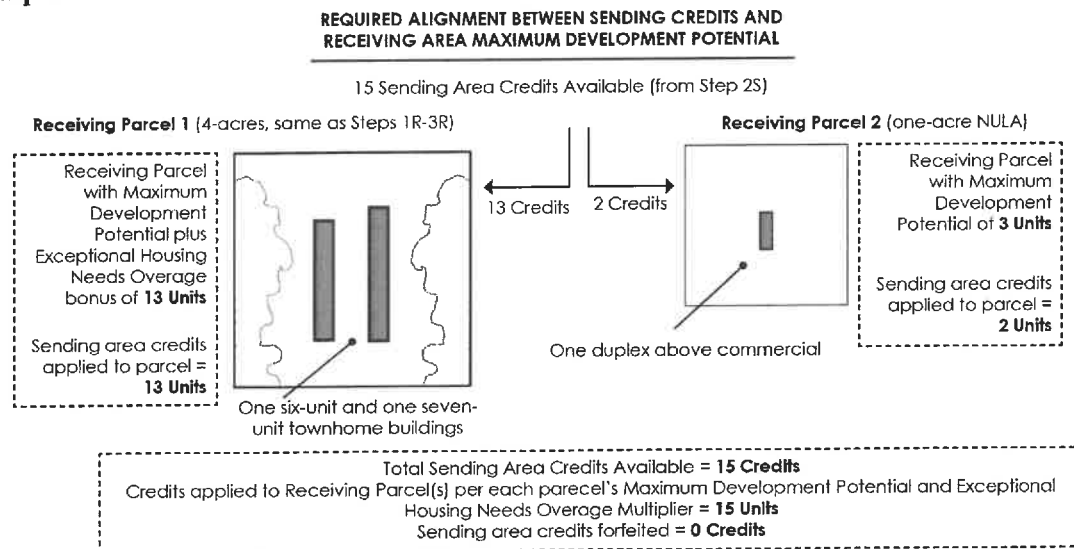 REQUIRED ALIGNMENT BETWEEN SENDING CREDITS AND
RECEIVING AREA MAXIMUM DEVELOPMENT POTENTIAL
15 Sending Area Credits Available (from Step 2S)
Receiving Parcel 1 (4-acres, same as Steps 1R-3R)
Receiving Parcel
with Maximum
Development
Potential plus
Exceptional Housing
Needs Overage
bonus of 13 Units
Sending area credits
applied to parcel =
13 Units
13 Credits
2 Credits
One six-unit and one seven-
unit townhome buildings
Receiving Parcel 2 (one-acre NULA)
Receiving Parcel
with Maximum
Development
Potential of 3 Units
Sending area credits
applied to parcel =
2 Units
One duplex above commercial
Total Sending Area Credits Available = 15 Credits
Credits applied to Receiving Parcel(s) per each parecel's Maximum Development Potential and Exceptional
Housing Needs Overage Multiplier = 15 Units
Sending area credits forfeited = 0 Credits